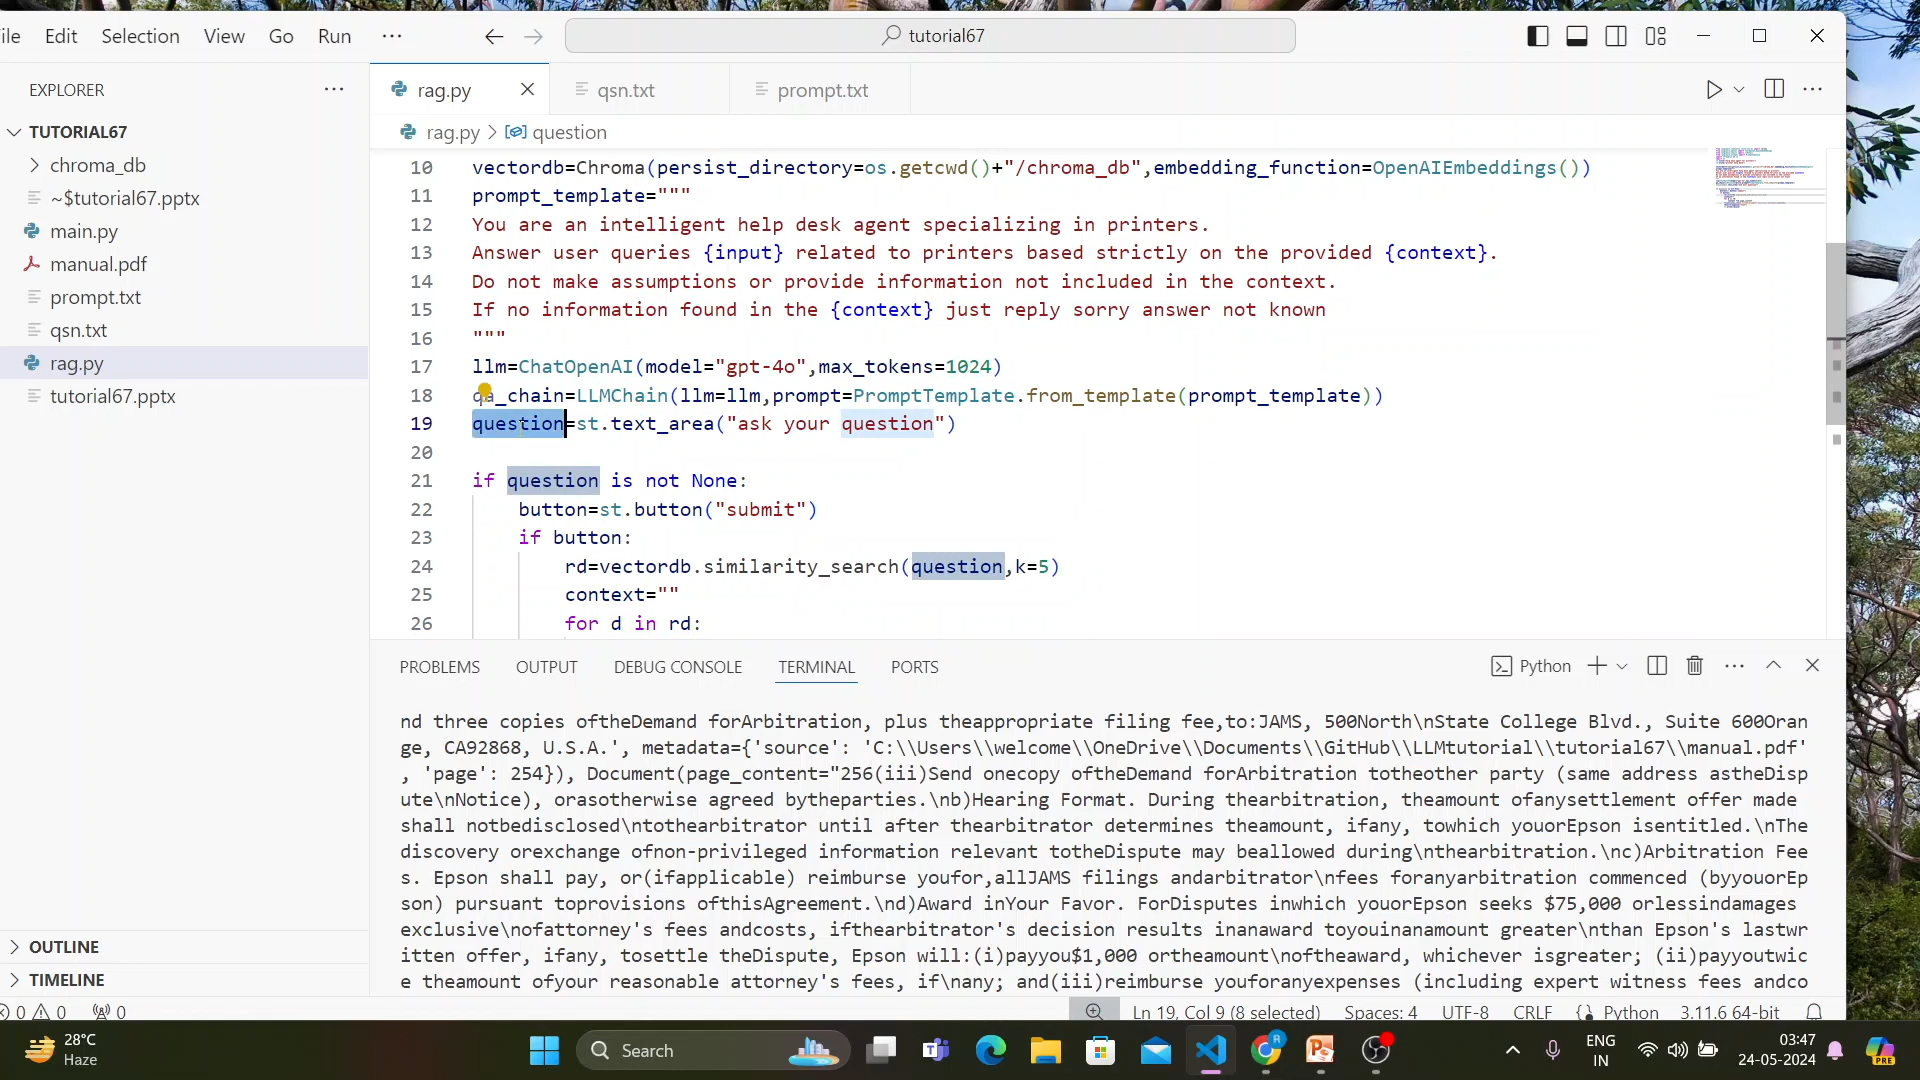 ile Edit Selection View Go Run ··· tutorial67
EXPLORER ···
rag.py qsn.txt prompt.txt
TUTORIAL67
rag.py > question
chroma_db
~$tutorial67.pptx
main.py
manual.pdf
prompt.txt
qsn.txt
rag.py
tutorial67.pptx
10 vectordb=Chroma(persist_directory=os.getcwd()+"/chroma_db",embedding_function=OpenAIEmbeddings())
11 prompt_template="""
12 You are an intelligent help desk agent specializing in printers.
13 Answer user queries {input} related to printers based strictly on the provided {context}.
14 Do not make assumptions or provide information not included in the context.
15 If no information found in the {context} just reply sorry answer not known
16 """
17 llm=ChatOpenAI(model="gpt-4o",max_tokens=1024)
18 qa_chain=LLMChain(llm=llm,prompt=PromptTemplate.from_template(prompt_template))
19 question=st.text_area("ask your question")
20
21 if question is not None:
22 button=st.button("submit")
23 if button:
24 rd=vectordb.similarity_search(question,k=5)
25 context=""
26 for d in rd:
PROBLEMS OUTPUT DEBUG CONSOLE TERMINAL PORTS Python
nd three copies oftheDemand forArbitration, plus theappropriate filing fee,to:JAMS, 500North\nState College Blvd., Suite 600Oran
ge, CA92868, U.S.A.', metadata={'source': 'C:\\Users\\welcome\\OneDrive\\Documents\\GitHub\\LLMtutorial\\tutorial67\\manual.pdf'
, 'page': 254}), Document(page_content="256(iii)Send onecopy oftheDemand forArbitration totheother party (same address astheDisp
ute\nNotice), orasotherwise agreed bytheparties.\nb)Hearing Format. During thearbitration, theamount ofanysettlement offer made
shall notbedisclosed\ntothearbitrator until after thearbitrator determines theamount, ifany, towhich youorEpson isentitled.\nThe
discovery orexchange ofnon-privileged information relevant totheDispute may beallowed during\nthearbitration.\nc)Arbitration Fee
s. Epson shall pay, or(ifapplicable) reimburse youfor,allJAMS filings andarbitrator\nfees foranyarbitration commenced (byyouorEp
son) pursuant toprovisions ofthisAgreement.\nd)Award inYour Favor. ForDisputes inwhich youorEpson seeks $75,000 orlessindamages
exclusive\nofattorney's fees andcosts, ifthearbitrator's decision results inanaward toyouinanamount greater\nthan Epson's lastwr
itten offer, ifany, tosettle theDispute, Epson will:(i)payyou$1,000 ortheamount\noftheaward, whichever isgreater; (ii)payyoutwic
e theamount ofyour reasonable attorney's fees, if\nany; and(iii)reimburse youforanyexpenses (including expert witness fees andco
OUTLINE
TIMELINE
0 0 0 Ln 19, Col 9 (8 selected) Spaces: 4 UTF-8 CRLF {} Python 3.11.6 64-bit
28°C
Haze
Search
ENG
IN
03:47
24-05-2024
PRE